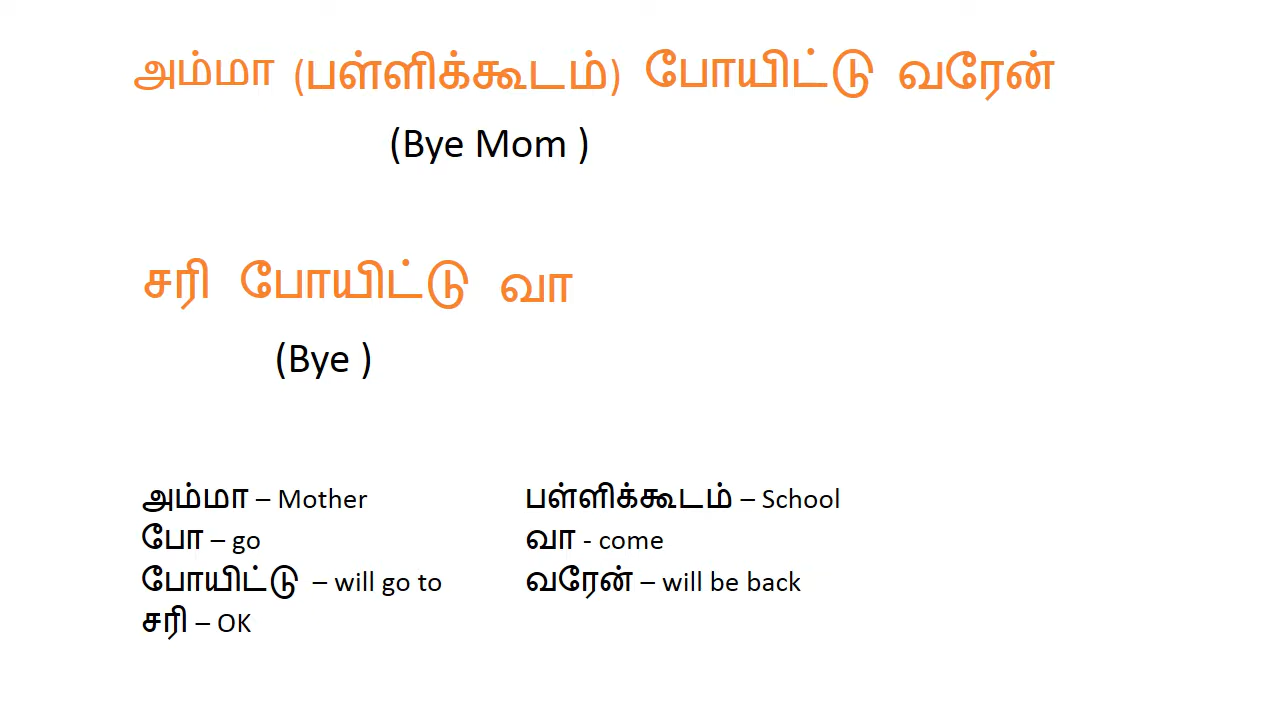 அம்மா (பள்ளிக்கூடம்) போயிட்டு வரேன்
(Bye Mom )
சரி போயிட்டு வா
(Bye )
அம்மா – Mother
போ – go
போயிட்டு – will go to
சரி – OK
பள்ளிக்கூடம் – School
வா - come
வரேன் – will be back